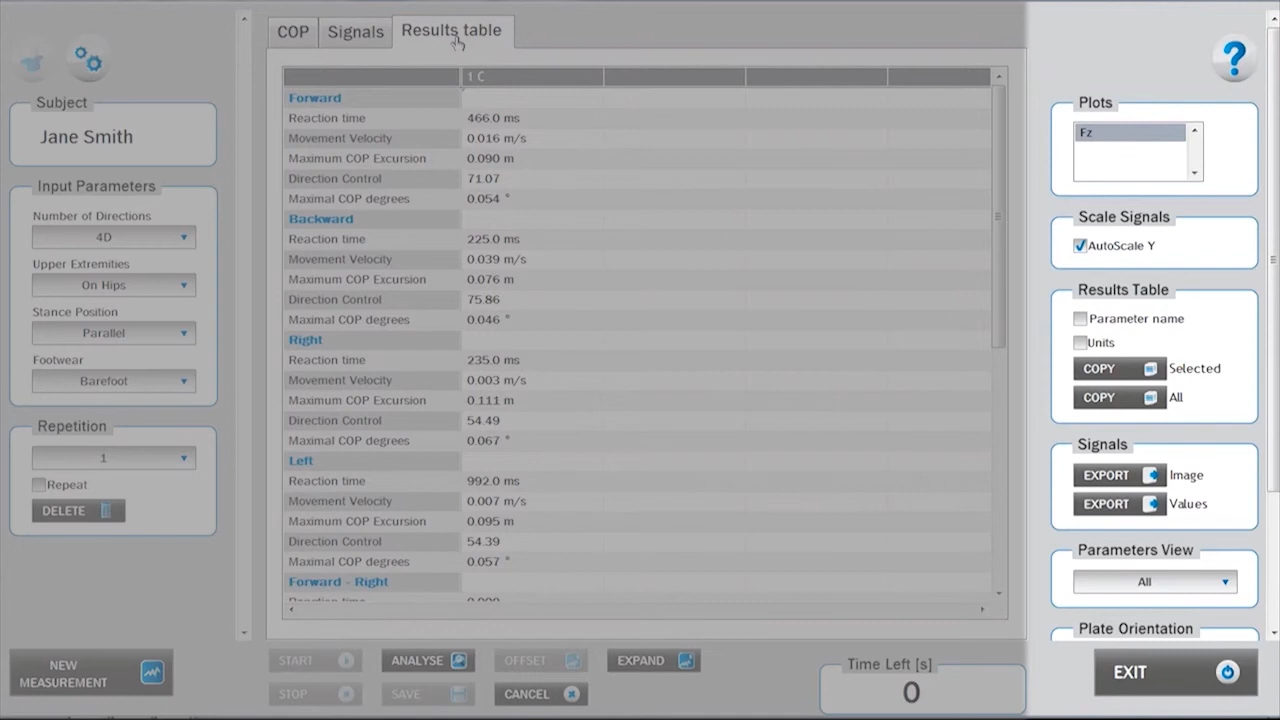 Subject
Jane Smith
Input Parameters
Number of Directions
4D
Upper Extremities
On Hips
Stance Position
Parallel
Footwear
Barefoot
Repetition
1
Repeat
DELETE
NEW
MEASUREMENT
COP Signals Results table
1 C
Forward
Reaction time 466.0 ms
Movement Velocity 0.016 m/s
Maximum COP Excursion 0.090 m
Direction Control 71.07
Maximal COP degrees 0.054 °
Backward
Reaction time 225.0 ms
Movement Velocity 0.039 m/s
Maximum COP Excursion 0.076 m
Direction Control 75.86
Maximal COP degrees 0.046 °
Right
Reaction time 235.0 ms
Movement Velocity 0.003 m/s
Maximum COP Excursion 0.111 m
Direction Control 54.49
Maximal COP degrees 0.067 °
Left
Reaction time 992.0 ms
Movement Velocity 0.007 m/s
Maximum COP Excursion 0.095 m
Direction Control 54.39
Maximal COP degrees 0.057 °
Forward - Right
Reaction time 0.000
START ANALYSE OFFSET EXPAND
STOP SAVE CANCEL
Time Left [s]
0
?
Plots
Fz
Scale Signals
AutoScale Y
Results Table
Parameter name
Units
COPY Selected
COPY All
Signals
EXPORT Image
EXPORT Values
Parameters View
All
Plate Orientation
EXIT